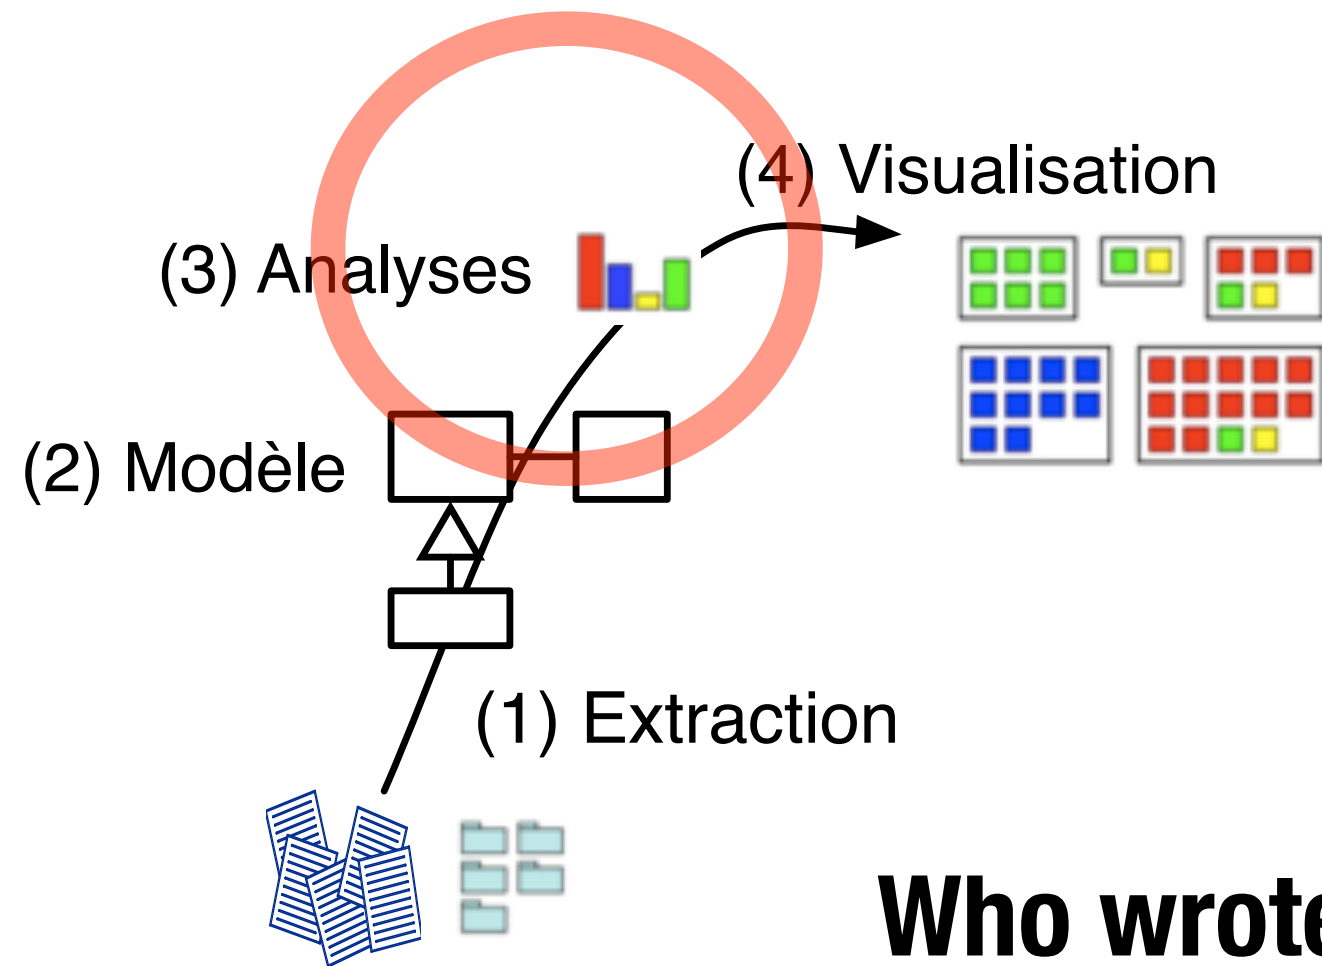 (4) Visualisation
(3) Analyses
(2) Modèle
(1) Extraction
Who wrote